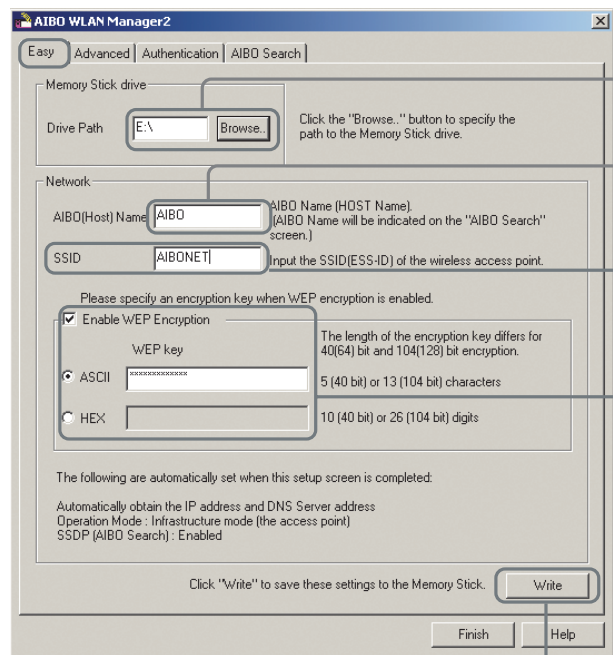 AIBO WLAN Manager2
Easy Advanced Authentication AIBO Search
Memory Stick drive
Drive Path E:\ Browse..
Click the "Browse.." button to specify the
path to the Memory Stick drive.
Network
AIBO(Host) Name AIBO
AIBO Name (HOST Name).
(AIBO Name will be indicated on the "AIBO Search"
screen.)
SSID AIBONET
Input the SSID(ESS-ID) of the wireless access point.
Please specify an encryption key when WEP encryption is enabled.
Enable WEP Encryption
WEP key
The length of the encryption key differs for
40(64) bit and 104(128) bit encryption.
ASCII *************
5 (40 bit) or 13 (104 bit) characters
HEX
10 (40 bit) or 26 (104 bit) digits
The following are automatically set when this setup screen is completed:
Automatically obtain the IP address and DNS Server address
Operation Mode : Infrastructure mode (the access point)
SSDP (AIBO Search) : Enabled
Click "Write" to save these settings to the Memory Stick. Write
Finish Help